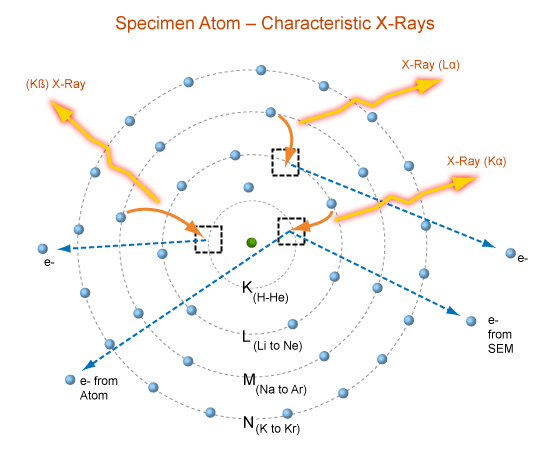 Specimen Atom – Characteristic X-Rays
X-Ray (Lα)
(Kß) X-Ray
X-Ray (Kα)
e-
e-
K(H-He)
e-
from
SEM
L(Li to Ne)
e- from
Atom
M(Na to Ar)
N(K to Kr)